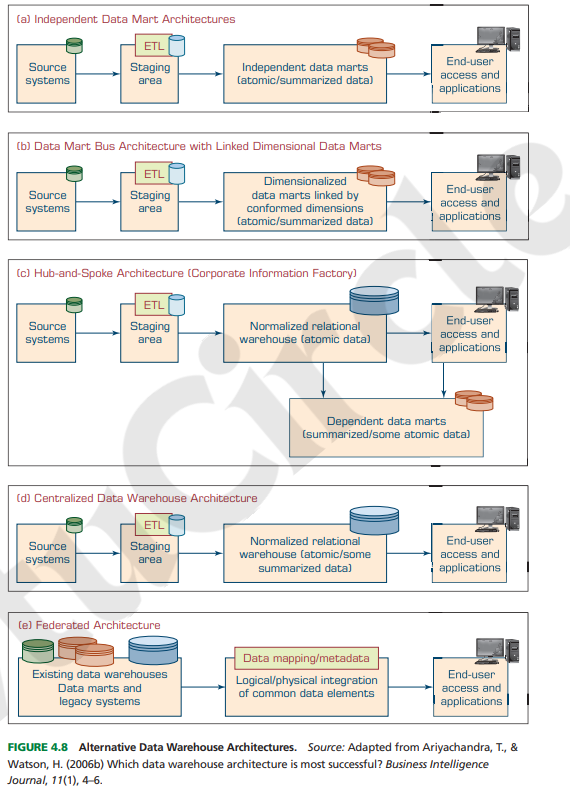 (a) Independent Data Mart Architectures
ETL
Source
systems
Staging
area
Independent data marts
(atomic/summarized data)
End-user
access and
applications
(b) Data Mart Bus Architecture with Linked Dimensional Data Marts
ETL
Source
systems
Staging
area
Dimensionalized
data marts linked by
conformed dimensions
(atomic/summarized data)
End-user
access and
applications
(c) Hub-and-Spoke Architecture (Corporate Information Factory)
ETL
Source
systems
Staging
area
Normalized relational
warehouse (atomic data)
End-user
access and
applications
Dependent data marts
(summarized/some atomic data)
(d) Centralized Data Warehouse Architecture
ETL
Source
systems
Staging
area
Normalized relational
warehouse (atomic/some
summarized data)
End-user
access and
applications
(e) Federated Architecture
Existing data warehouses
Data marts and
legacy systems
Data mapping/metadata
Logical/physical integration
of common data elements
End-user
access and
applications
FIGURE 4.8 Alternative Data Warehouse Architectures. Source: Adapted from Ariyachandra, T., &
Watson, H. (2006b) Which data warehouse architecture is most successful? Business Intelligence
Journal, 11(1), 4–6.
tuCircle